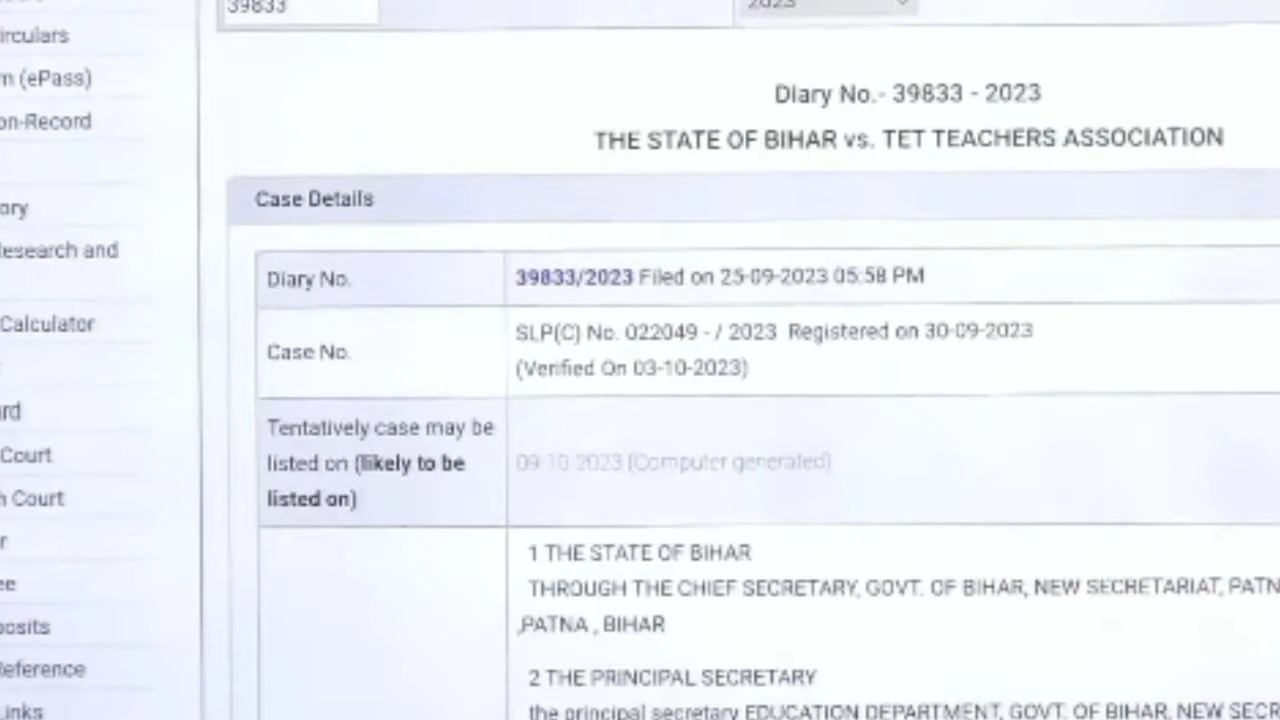 39833
2023
irculars
m (ePass)
on-Record
ory
Research and
Calculator
rd
Court
h Court
r
ee
posits
Reference
Links
Diary No.- 39833 - 2023
THE STATE OF BIHAR vs. TET TEACHERS ASSOCIATION
Case Details
Diary No.
39833/2023 Filed on 25-09-2023 05:58 PM
Case No.
SLP(C) No. 022049 - / 2023 Registered on 30-09-2023
(Verified On 03-10-2023)
Tentatively case may be
listed on (likely to be
listed on)
09-10-2023 (Computer generated)
1 THE STATE OF BIHAR
THROUGH THE CHIEF SECRETARY, GOVT. OF BIHAR, NEW SECRETARIAT, PATN
,PATNA , BIHAR
2 THE PRINCIPAL SECRETARY
the principal secretary EDUCATION DEPARTMENT, GOVT. OF BIHAR, NEW SECR